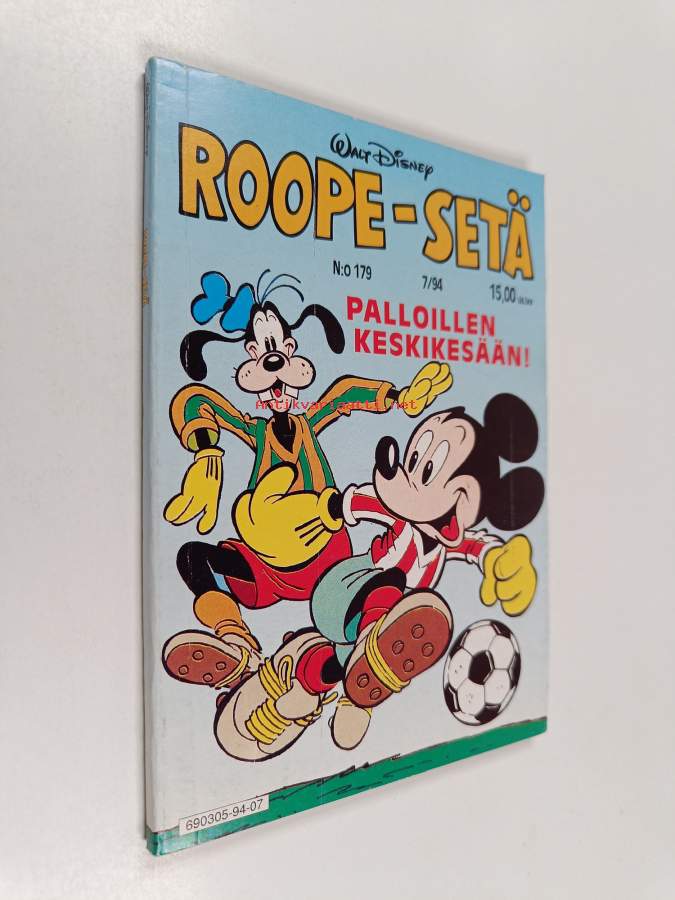 WALT DISNEY
ROOPE-SETÄ
N:o 179 7/94 15,00
PALLOILLEN
KESKIKESÄÄN!
Antikvariaatti.net
690305-94-07